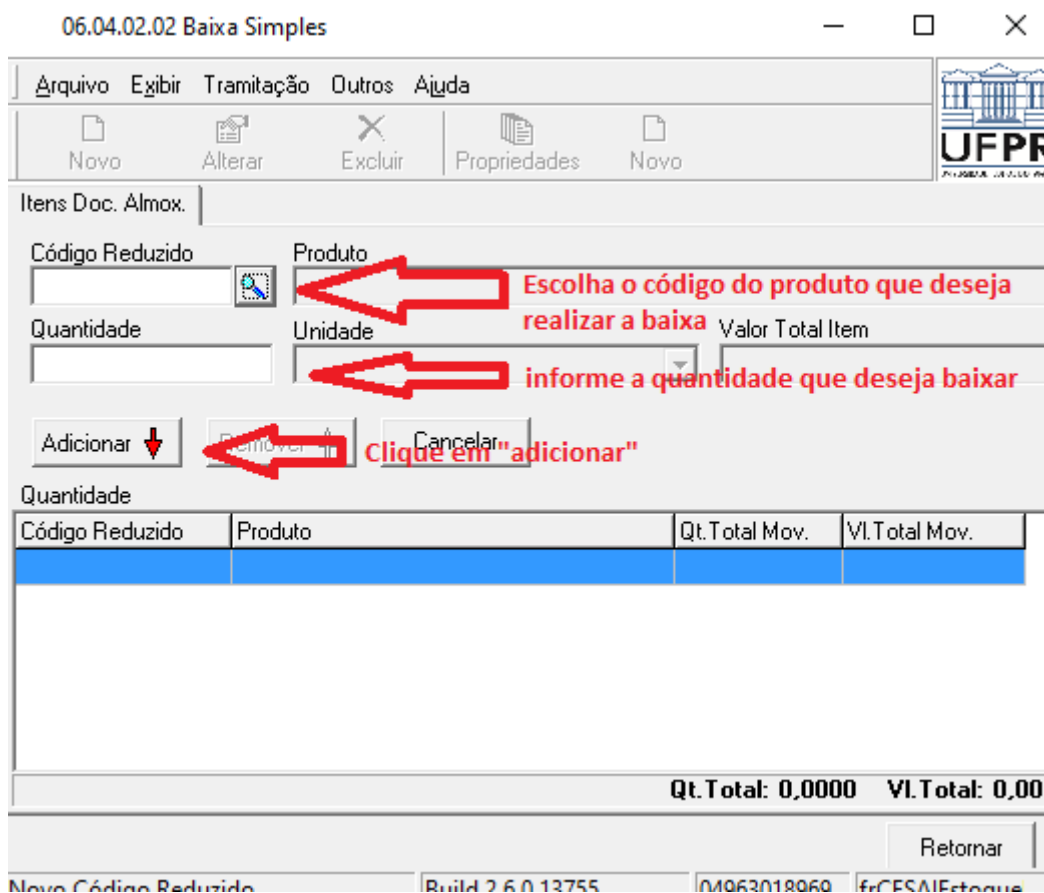 06.04.02.02 Baixa Simples
Arquivo Exibir Tramitação Outros Ajuda
Novo Alterar Excluir Propriedades Novo
UFPR
Itens Doc. Almox.
Código Reduzido Produto
Escolha o código do produto que deseja
realizar a baixa
Quantidade Unidade Valor Total Item
informe a quantidade que deseja baixar
Adicionar Remover Cancelar
Clique em "adicionar"
Quantidade
Código Reduzido Produto Qt.Total Mov. Vl.Total Mov.
Qt.Total: 0,0000 Vl.Total: 0,00
Retornar
Novo Código Reduzido Build 2.6.0.13755 04963018969 frCESAIEstoque